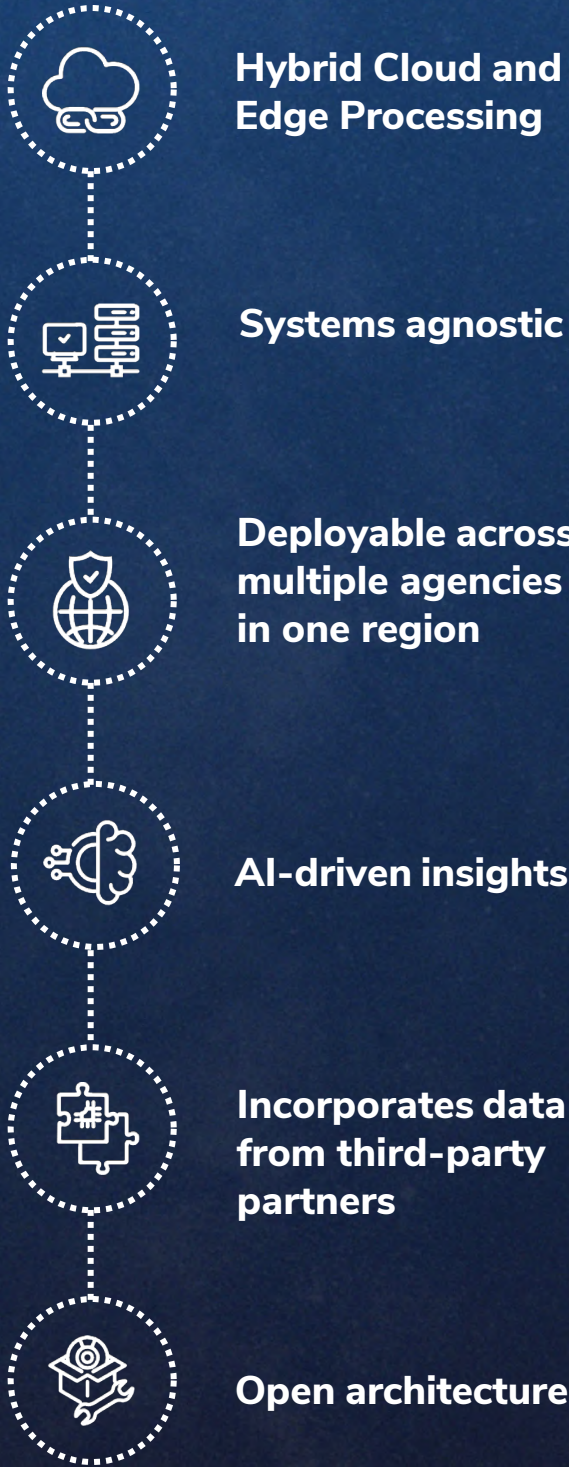 Hybrid Cloud and
Edge Processing
Systems agnostic
Deployable across
multiple agencies
in one region
AI-driven insights
Incorporates data
from third-party
partners
Open architecture